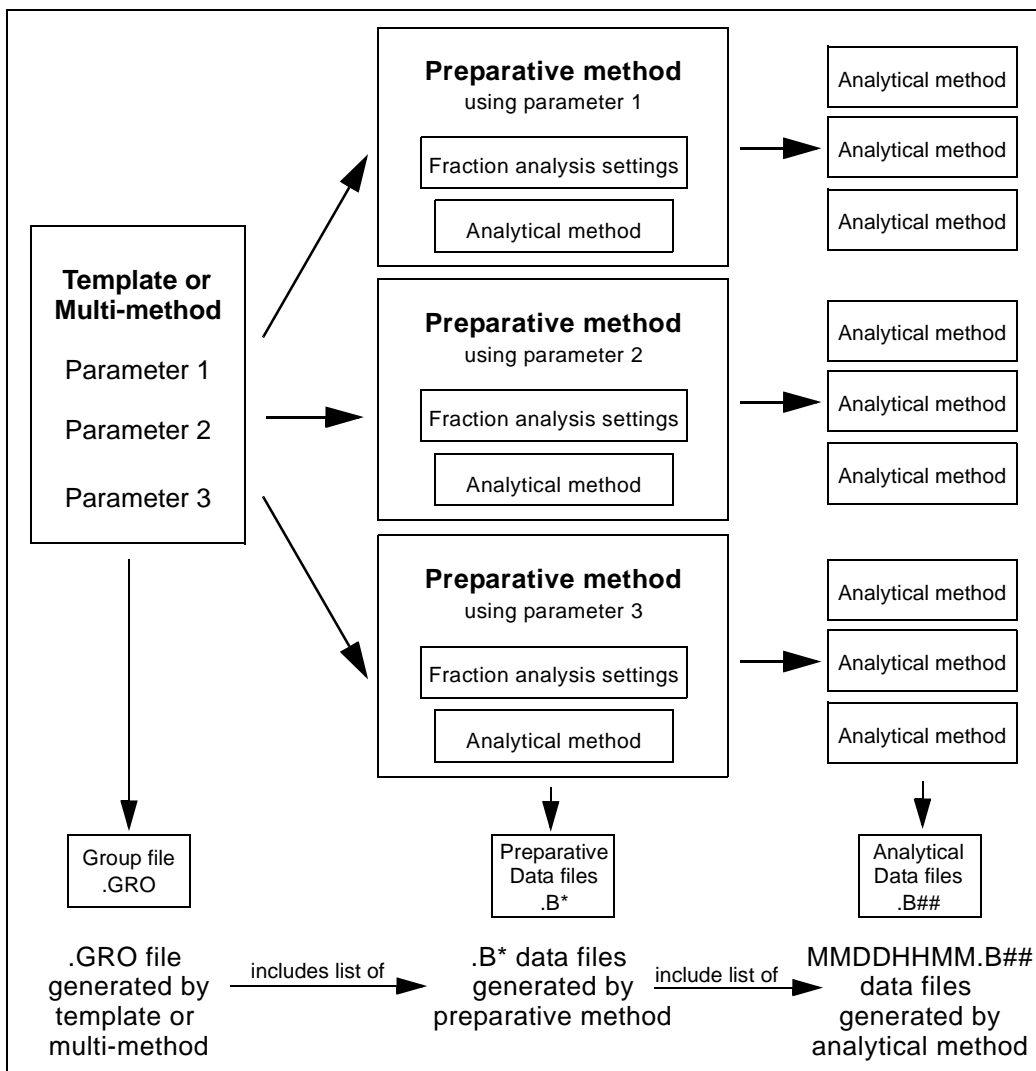 Template or
Multi-method
Parameter 1
Parameter 2
Parameter 3
Preparative method
using parameter 1
Fraction analysis settings
Analytical method
Analytical method
Analytical method
Analytical method
Preparative method
using parameter 2
Fraction analysis settings
Analytical method
Analytical method
Analytical method
Analytical method
Preparative method
using parameter 3
Fraction analysis settings
Analytical method
Analytical method
Analytical method
Analytical method
Group file
.GRO
Preparative
Data files
.B*
Analytical
Data files
.B##
.GRO file
generated by
template or
multi-method
includes list of
.B* data files
generated by
preparative method
include list of
MMDDHHMM.B##
data files
generated by
analytical method